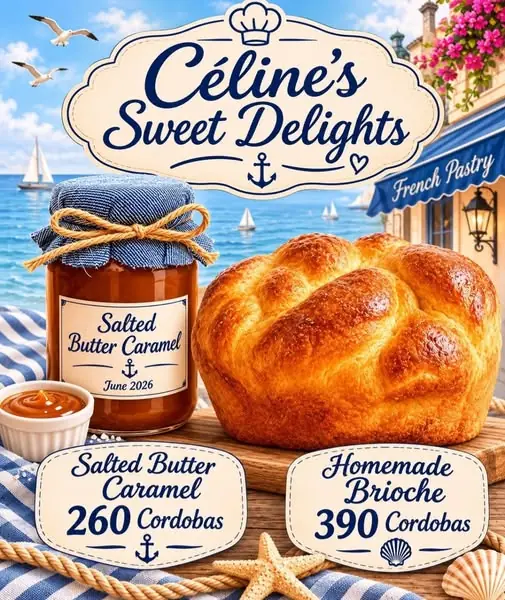 Céline's
Sweet Delights
French Pastry
Salted
Butter Caramel
June 2026
Salted Butter
Caramel
260 Cordobas
Homemade
Brioche
390 Cordobas